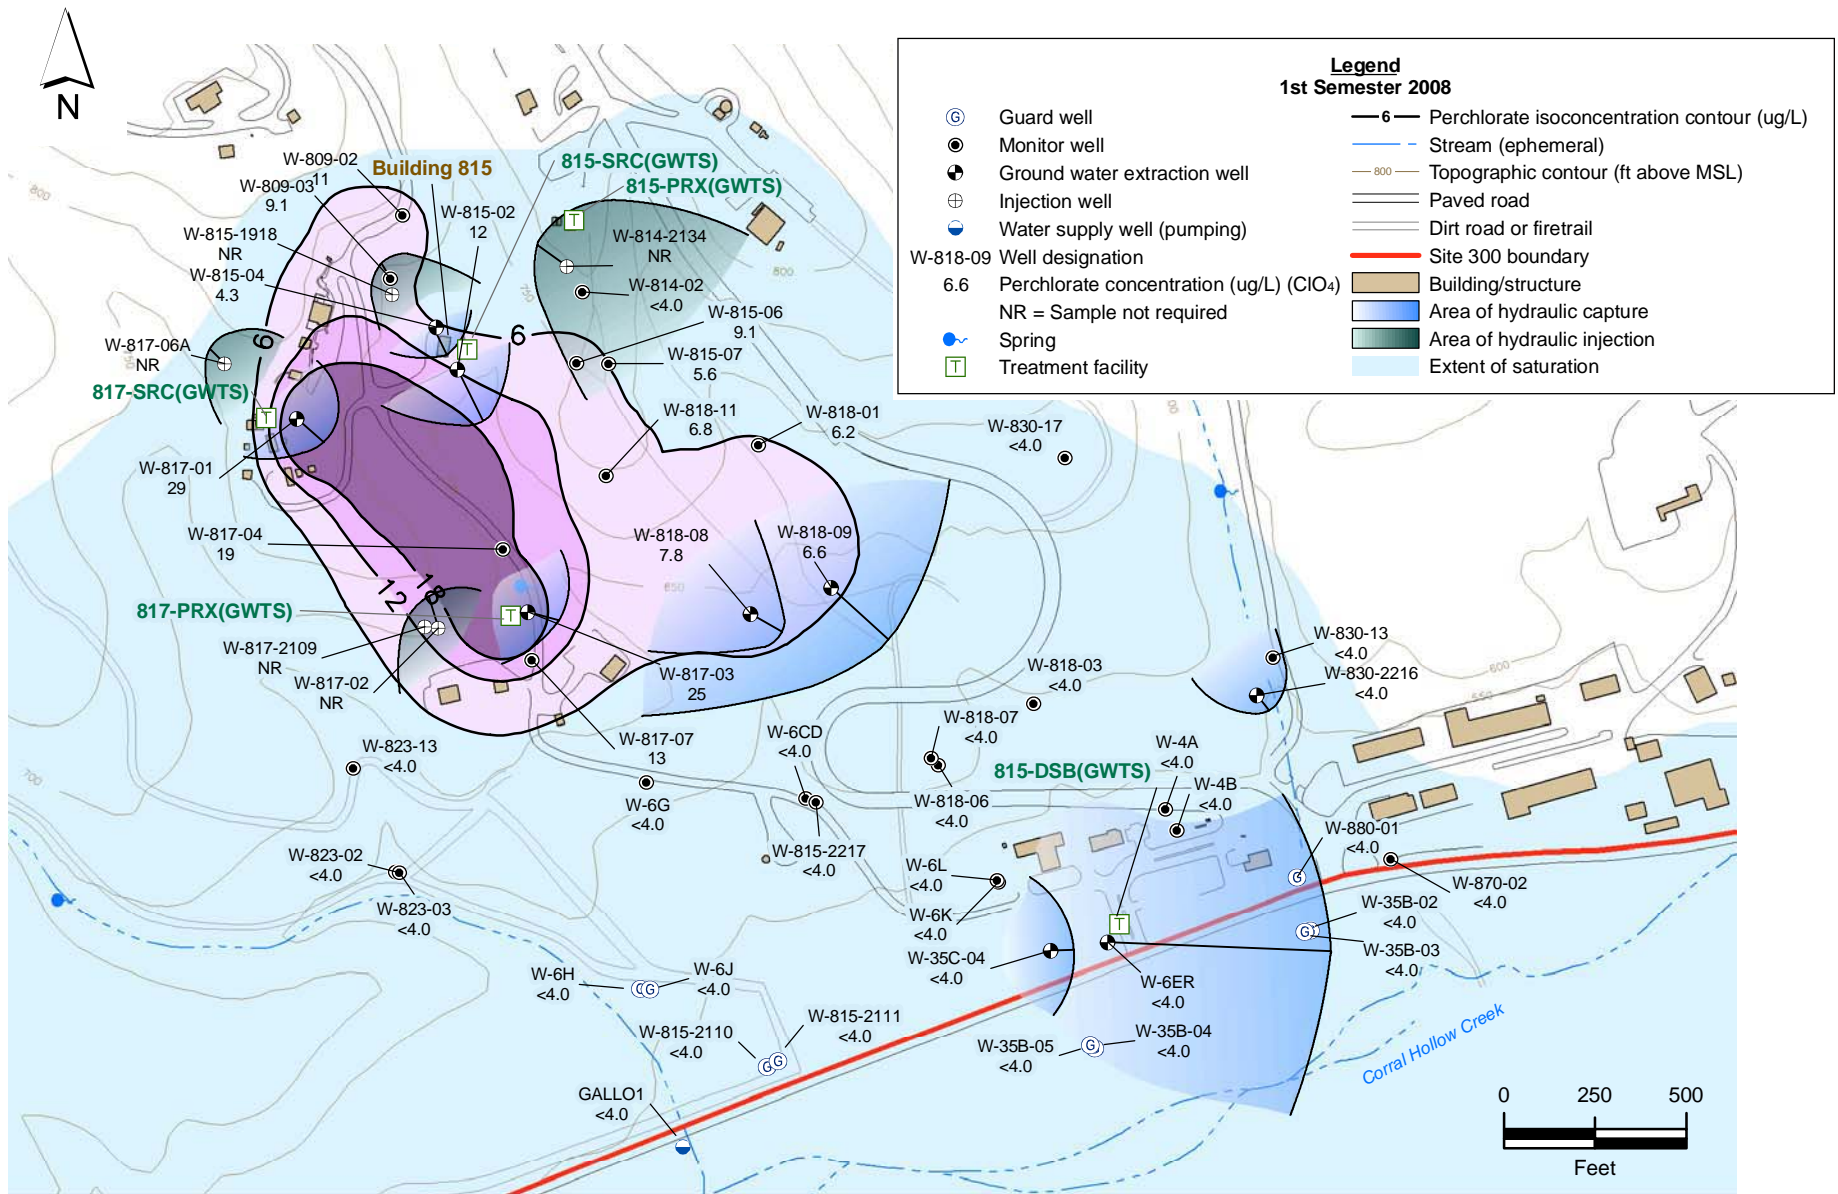 N
Legend
1st Semester 2008
G Guard well
Monitor well
Ground water extraction well
Injection well
Water supply well (pumping)
W-818-09 Well designation
6.6 Perchlorate concentration (ug/L) (ClO4)
NR = Sample not required
Spring
T Treatment facility
6 Perchlorate isoconcentration contour (ug/L)
Stream (ephemeral)
800 Topographic contour (ft above MSL)
Paved road
Dirt road or firetrail
Site 300 boundary
Building/structure
Area of hydraulic capture
Area of hydraulic injection
Extent of saturation
W-809-02
11
Building 815
815-SRC(GWTS)
815-PRX(GWTS)
W-809-03
9.1
W-815-02
12
W-815-1918
NR
W-814-2134
NR
W-815-04
4.3
W-814-02
<4.0
W-815-06
9.1
W-817-06A
NR
W-815-07
5.6
817-SRC(GWTS)
W-818-11
6.8
W-818-01
6.2
W-830-17
<4.0
W-817-01
29
W-817-04
19
W-818-08
7.8
W-818-09
6.6
817-PRX(GWTS)
W-817-2109
NR
W-817-02
NR
W-817-03
25
W-818-03
<4.0
W-830-13
<4.0
W-830-2216
<4.0
W-823-13
<4.0
W-817-07
13
W-6CD
<4.0
W-818-07
<4.0
W-4A
<4.0
815-DSB(GWTS)
W-4B
<4.0
W-6G
<4.0
W-818-06
<4.0
W-815-2217
<4.0
W-880-01
<4.0
W-823-02
<4.0
W-6L
<4.0
W-870-02
<4.0
W-823-03
<4.0
W-6K
<4.0
W-35B-02
<4.0
W-35B-03
<4.0
W-35C-04
<4.0
W-6H
<4.0
W-6J
<4.0
W-6ER
<4.0
W-815-2110
<4.0
W-815-2111
<4.0
W-35B-05
<4.0
W-35B-04
<4.0
GALLO1
<4.0
Corral Hollow Creek
6
6
12
18
800
750
800
650
700
600
550
0 250 500
Feet